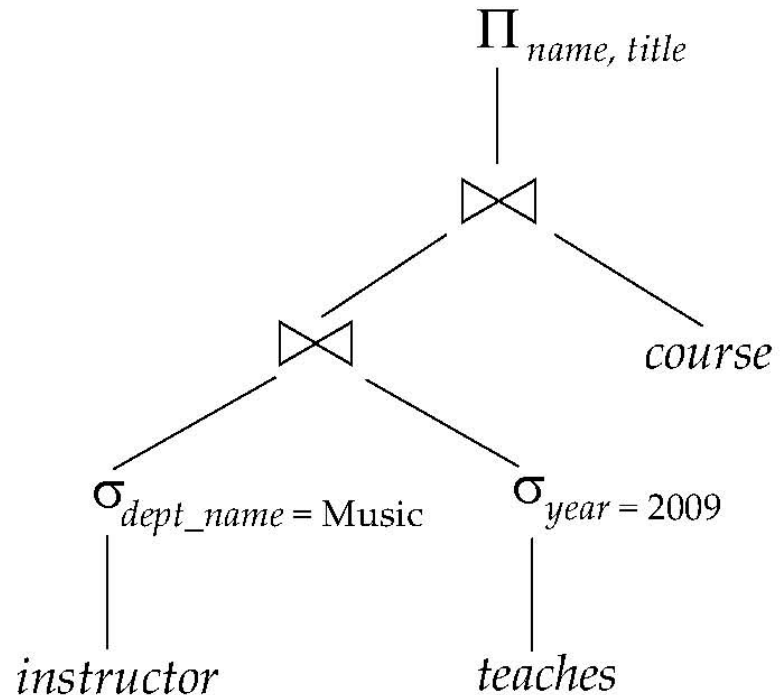 Π name, title
⋈
⋈
course
σ dept_name = Music
σ year = 2009
instructor
teaches